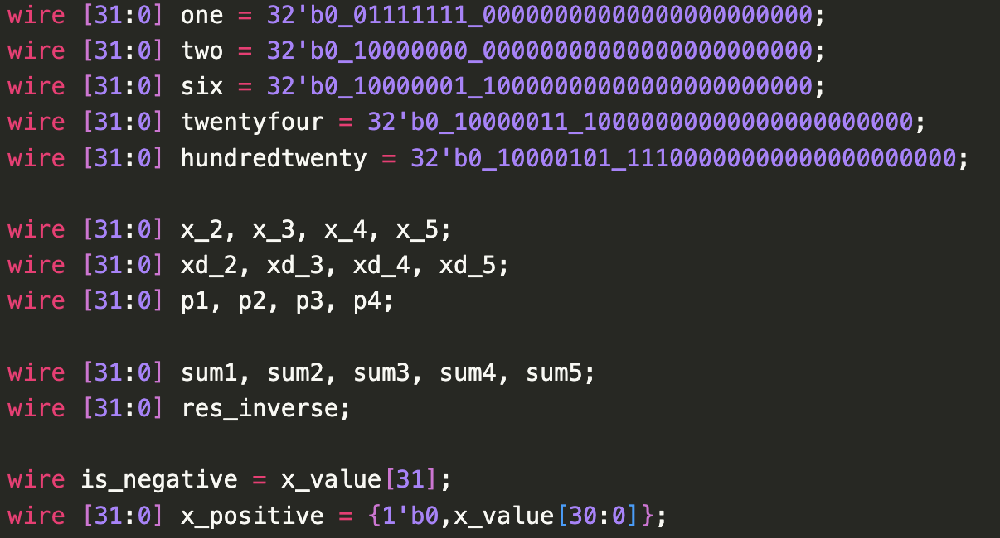 wire [31:0] one = 32'b0_01111111_00000000000000000000000;
wire [31:0] two = 32'b0_10000000_00000000000000000000000;
wire [31:0] six = 32'b0_10000001_10000000000000000000000;
wire [31:0] twentyfour = 32'b0_10000011_10000000000000000000000;
wire [31:0] hundredtwenty = 32'b0_10000101_11100000000000000000000;
wire [31:0] x_2, x_3, x_4, x_5;
wire [31:0] xd_2, xd_3, xd_4, xd_5;
wire [31:0] p1, p2, p3, p4;
wire [31:0] sum1, sum2, sum3, sum4, sum5;
wire [31:0] res_inverse;
wire is_negative = x_value[31];
wire [31:0] x_positive = {1'b0,x_value[30:0]};